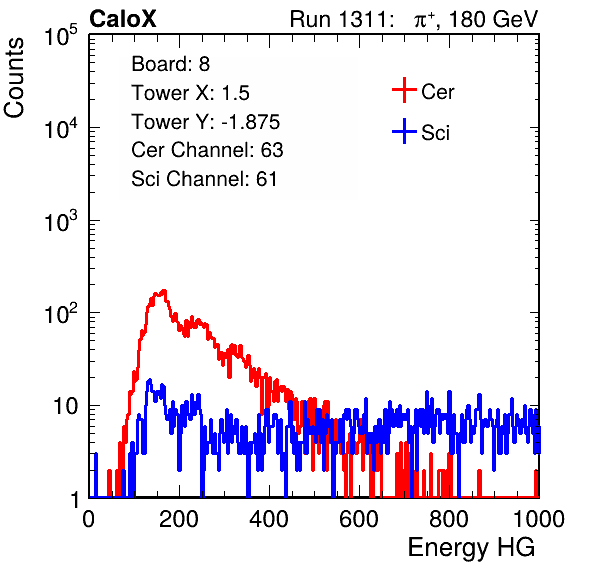 CaloX Run 1311: π⁺, 180 GeV
Counts
Board: 8
Tower X: 1.5
Tower Y: -1.875
Cer Channel: 63
Sci Channel: 61
Cer
Sci
10⁵
10⁴
10³
10²
10
1
0 200 400 600 800 1000
Energy HG